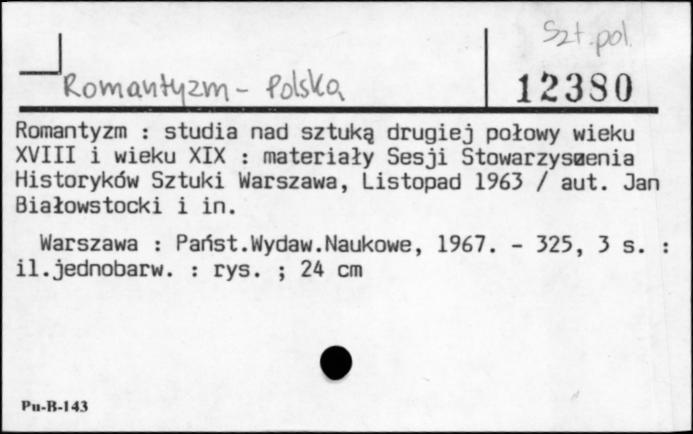 Szt. pol.
Romantyzm - Polska
12380
Romantyzm : studia nad sztuką drugiej połowy wieku
XVIII i wieku XIX : materiały Sesji Stowarzysøenia
Historyków Sztuki Warszawa, Listopad 1963 / aut. Jan
Białowstocki i in.
Warszawa : Państ.Wydaw.Naukowe, 1967. - 325, 3 s. :
il.jednobarw. : rys. ; 24 cm
Pu-B-143